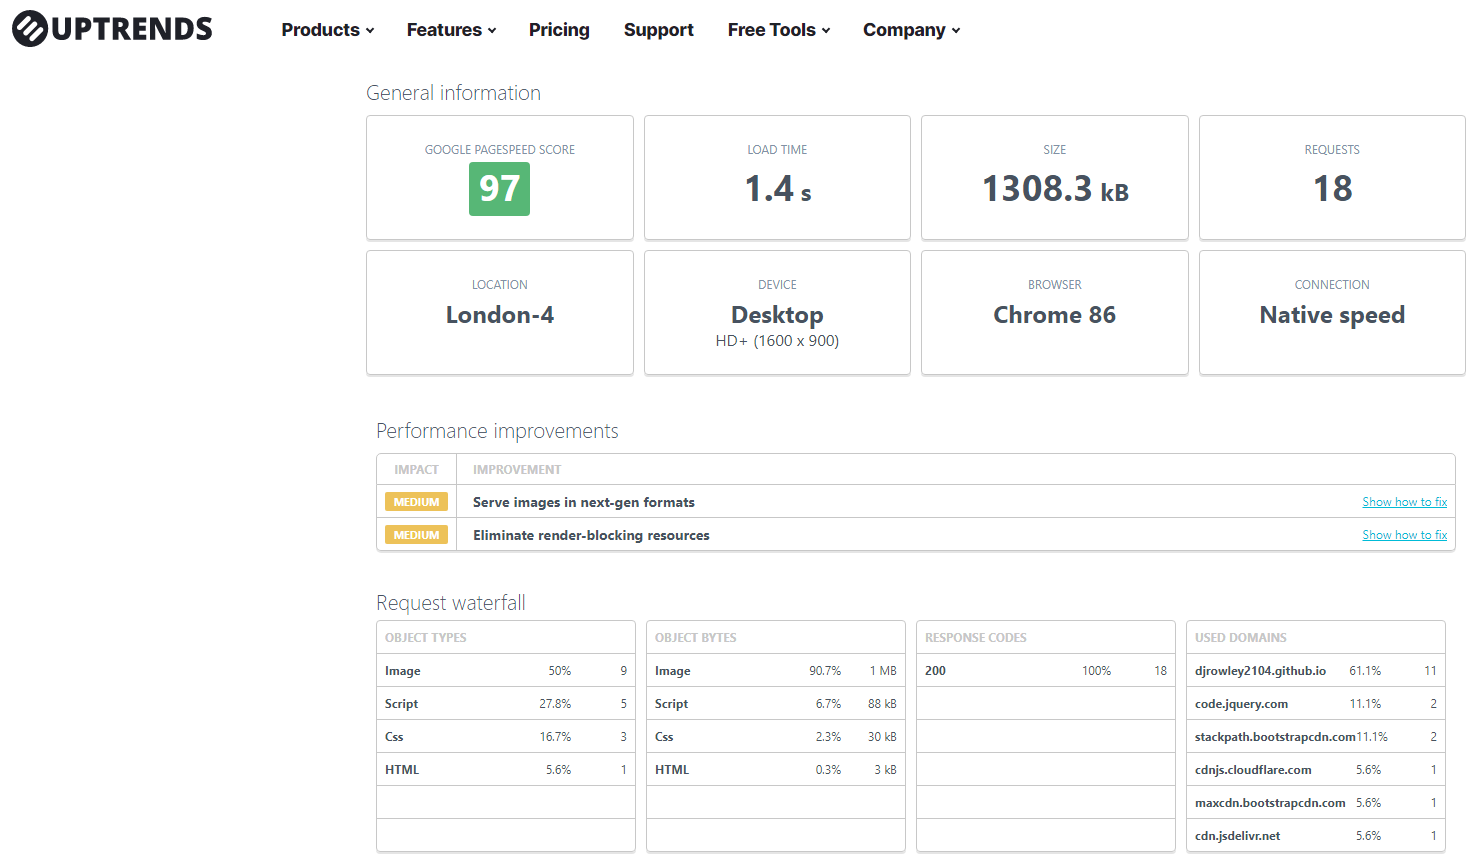 UPTRENDS
Products Features Pricing Support Free Tools Company
General information
GOOGLE PAGESPEED SCORE
97
LOAD TIME
1.4 s
SIZE
1308.3 kB
REQUESTS
18
LOCATION
London-4
DEVICE
Desktop
HD+ (1600 x 900)
BROWSER
Chrome 86
CONNECTION
Native speed
Performance improvements
IMPACT IMPROVEMENT
MEDIUM Serve images in next-gen formats Show how to fix
MEDIUM Eliminate render-blocking resources Show how to fix
Request waterfall
OBJECT TYPES
Image 50% 9
Script 27.8% 5
Css 16.7% 3
HTML 5.6% 1
OBJECT BYTES
Image 90.7% 1 MB
Script 6.7% 88 kB
Css 2.3% 30 kB
HTML 0.3% 3 kB
RESPONSE CODES
200 100% 18
USED DOMAINS
djrowley2104.github.io 61.1% 11
code.jquery.com 11.1% 2
stackpath.bootstrapcdn.com 11.1% 2
cdnjs.cloudflare.com 5.6% 1
maxcdn.bootstrapcdn.com 5.6% 1
cdn.jsdelivr.net 5.6% 1